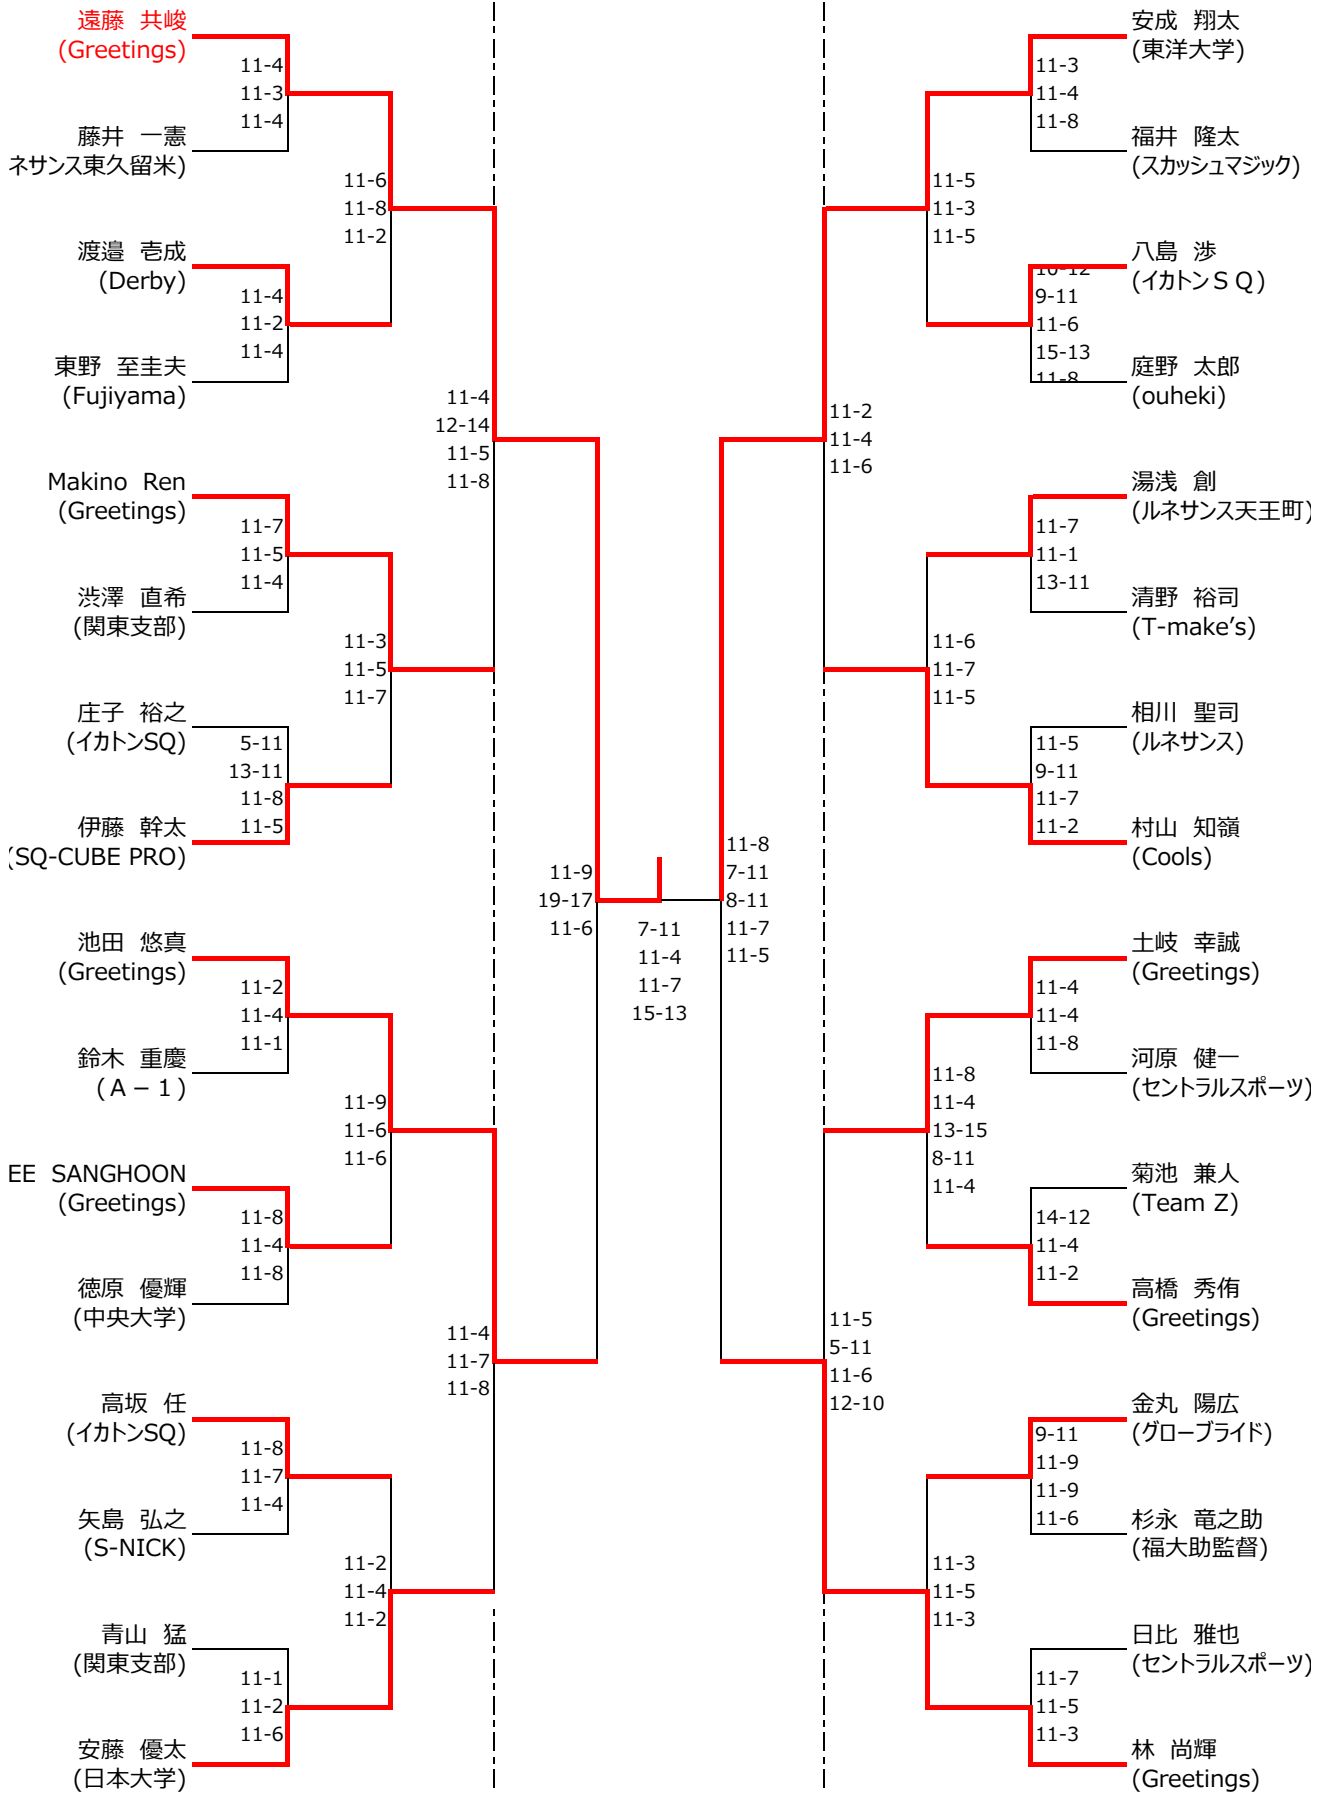 遠藤 共峻
(Greetings)
11-4
11-3
11-4
藤井 一憲
ネサンス東久留米)
11-6
11-8
11-2
渡邉 壱成
(Derby)
11-4
11-2
11-4
東野 至圭夫
(Fujiyama)
11-4
12-14
11-5
11-8
Makino Ren
(Greetings)
11-7
11-5
11-4
渋澤 直希
(関東支部)
11-3
11-5
11-7
庄子 裕之
(イカトンSQ)
5-11
13-11
11-8
11-5
伊藤 幹太
(SQ-CUBE PRO)
11-9
19-17
11-6
池田 悠真
(Greetings)
11-2
11-4
11-1
鈴木 重慶
(A－1)
11-9
11-6
11-6
EE SANGHOON
(Greetings)
11-8
11-4
11-8
徳原 優輝
(中央大学)
11-4
11-7
11-8
高坂 任
(イカトンSQ)
11-8
11-7
11-4
矢島 弘之
(S-NICK)
11-2
11-4
11-2
青山 猛
(関東支部)
11-1
11-2
11-6
安藤 優太
(日本大学)
7-11
11-4
11-7
15-13
安成 翔太
(東洋大学)
11-3
11-4
11-8
福井 隆太
(スカッシュマジック)
11-5
11-3
11-5
八島 渉
(イカトンＳＱ)
10-12
9-11
11-6
15-13
11-8
庭野 太郎
(ouheki)
11-2
11-4
11-6
湯浅 創
(ルネサンス天王町)
11-7
11-1
13-11
清野 裕司
(T-make's)
11-6
11-7
11-5
相川 聖司
(ルネサンス)
11-5
9-11
11-7
11-2
村山 知嶺
(Cools)
11-8
7-11
8-11
11-7
11-5
土岐 幸誠
(Greetings)
11-4
11-4
11-8
河原 健一
(セントラルスポーツ)
11-8
11-4
13-15
8-11
11-4
菊池 兼人
(Team Z)
14-12
11-4
11-2
高橋 秀侑
(Greetings)
11-5
5-11
11-6
12-10
金丸 陽広
(グローブライド)
9-11
11-9
11-9
11-6
杉永 竜之助
(福大助監督)
11-3
11-5
11-3
日比 雅也
(セントラルスポーツ)
11-7
11-5
11-3
林 尚輝
(Greetings)